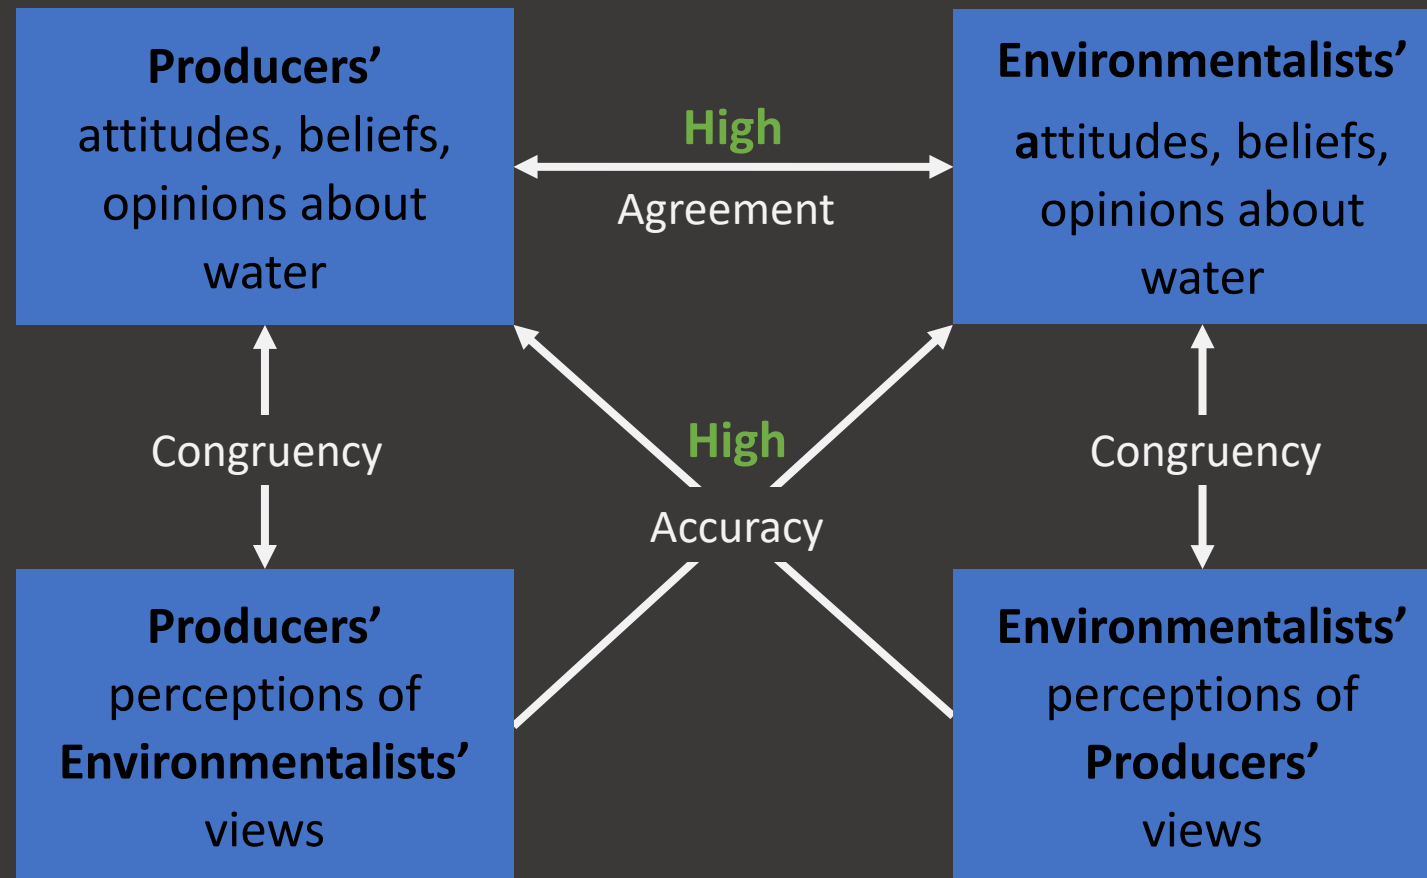 Producers’
attitudes, beliefs,
opinions about
water
High
Agreement
Environmentalists’
attitudes, beliefs,
opinions about
water
Congruency
High
Accuracy
Congruency
Producers’
perceptions of
Environmentalists’
views
Environmentalists’
perceptions of
Producers’
views